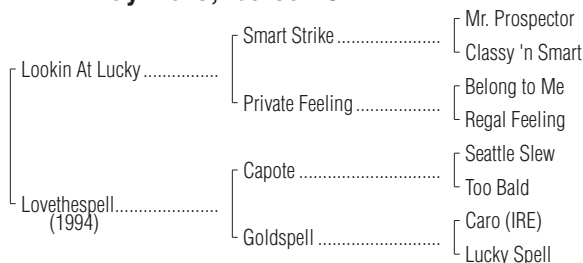 Mr. Prospector
Smart Strike
Classy 'n Smart
Lookin At Lucky
Belong to Me
Private Feeling
Regal Feeling
Seattle Slew
Capote
Too Bald
Lovethespell
(1994)
Caro (IRE)
Goldspell
Lucky Spell